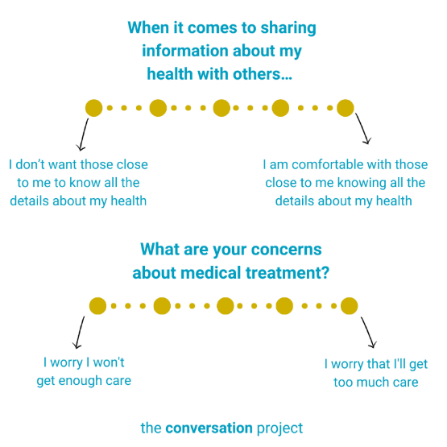 When it comes to sharing
information about my
health with others...
I don't want those close
to me to know all the
details about my health
I am comfortable with those
close to me knowing all the
details about my health
What are your concerns
about medical treatment?
I worry I won't
get enough care
I worry that I'll get
too much care
the conversation project